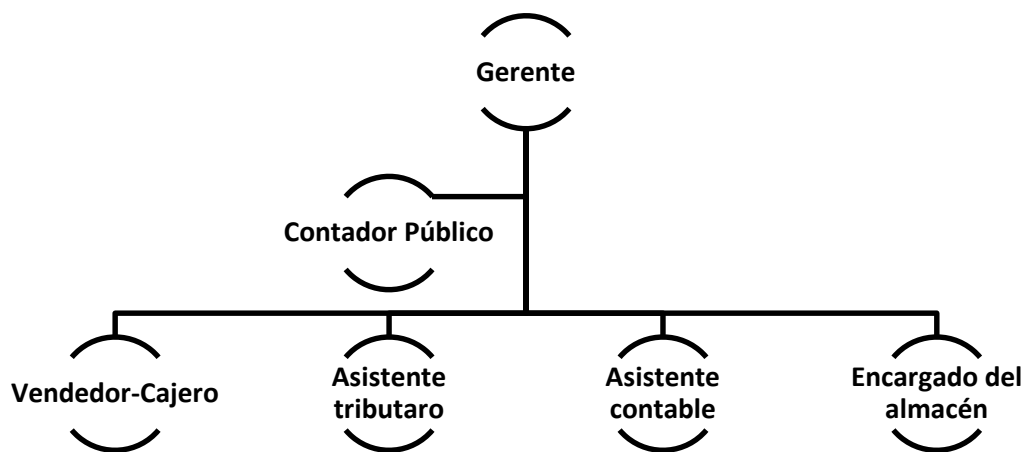 Gerente
Contador Público
Vendedor-Cajero
Asistente
tributaro
Asistente
contable
Encargado del
almacén